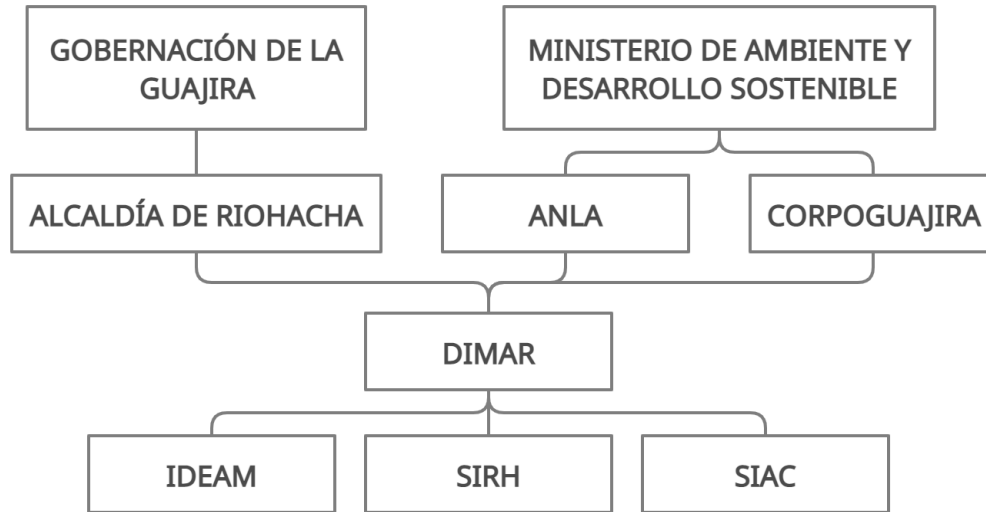 GOBERNACIÓN DE LA
GUAJIRA
MINISTERIO DE AMBIENTE Y
DESARROLLO SOSTENIBLE
ALCALDÍA DE RIOHACHA
ANLA
CORPOGUAJIRA
DIMAR
IDEAM
SIRH
SIAC